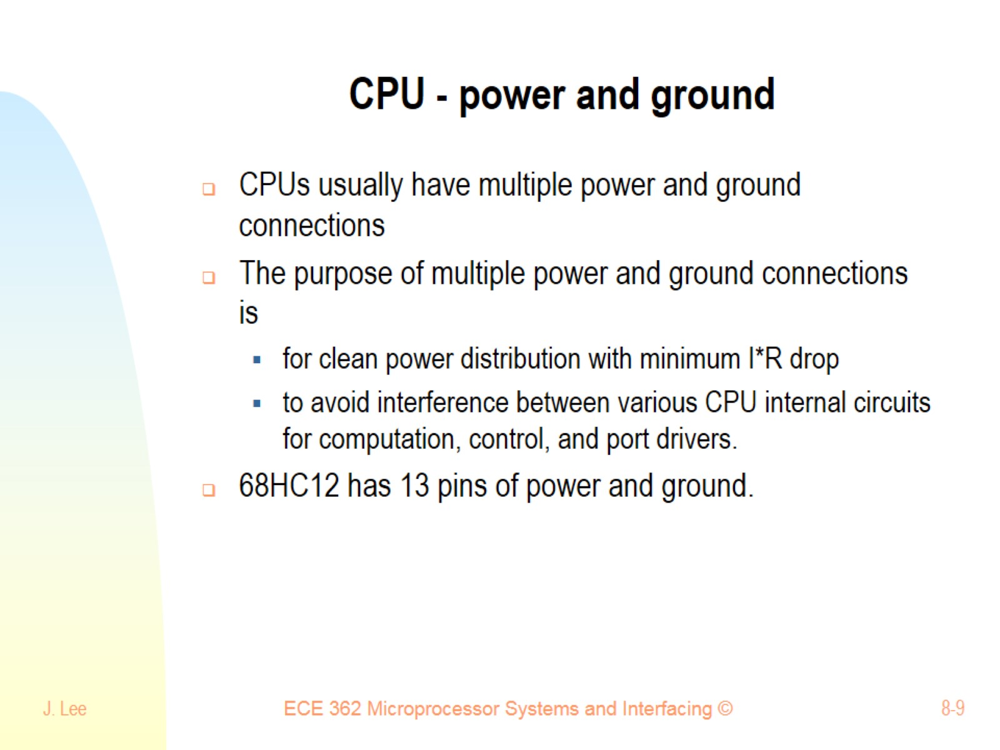 CPU - power and ground
CPUs usually have multiple power and ground
connections
The purpose of multiple power and ground connections
is
for clean power distribution with minimum I*R drop
to avoid interference between various CPU internal circuits
for computation, control, and port drivers.
68HC12 has 13 pins of power and ground.
J. Lee
ECE 362 Microprocessor Systems and Interfacing ©
8-9